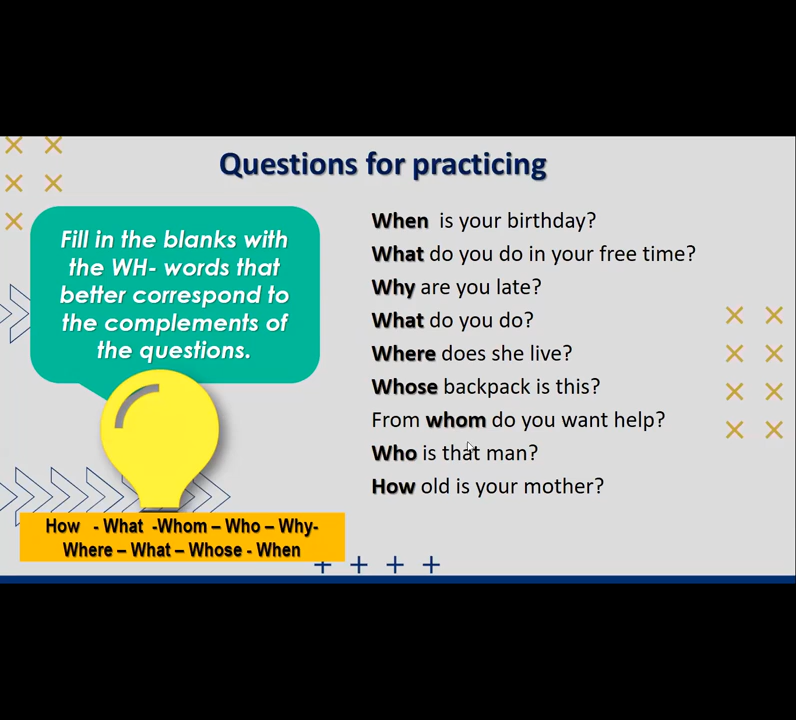 Questions for practicing
Fill in the blanks with
the WH- words that
better correspond to
the complements of
the questions.
How - What -Whom – Who – Why-
Where – What – Whose - When
When is your birthday?
What do you do in your free time?
Why are you late?
What do you do?
Where does she live?
Whose backpack is this?
From whom do you want help?
Who is that man?
How old is your mother?